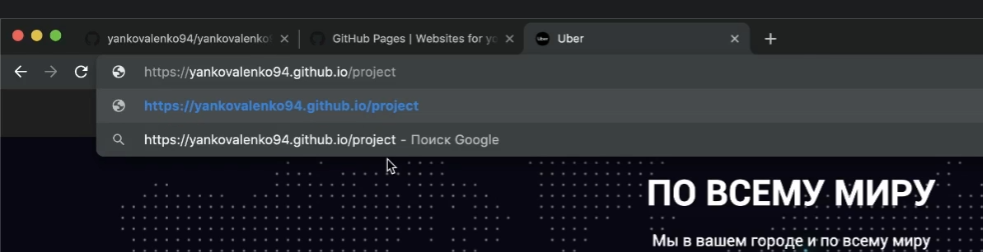 yankovalenko94/yankovalenko
GitHub Pages | Websites for yo
Uber
https://yankovalenko94.github.io/project
https://yankovalenko94.github.io/project
https://yankovalenko94.github.io/project - Поиск Google
ПО ВСЕМУ МИРУ
Мы в вашем городе и по всему миру